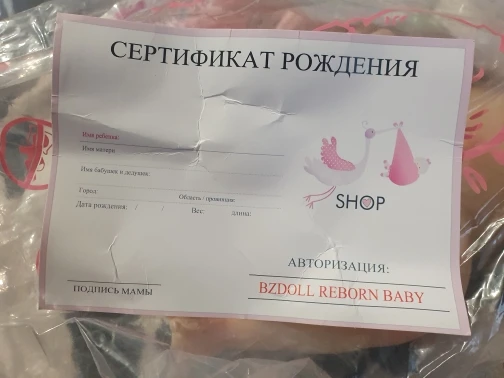 СЕРТИФИКАТ РОЖДЕНИЯ
Имя ребенка:
Имя матери
Имя бабушек и дедушек:
Город: Область / провинция:
Дата рождения: / / Вес: длина:
SHOP
АВТОРИЗАЦИЯ:
BZDOLL REBORN BABY
ПОДПИСЬ МАМЫ